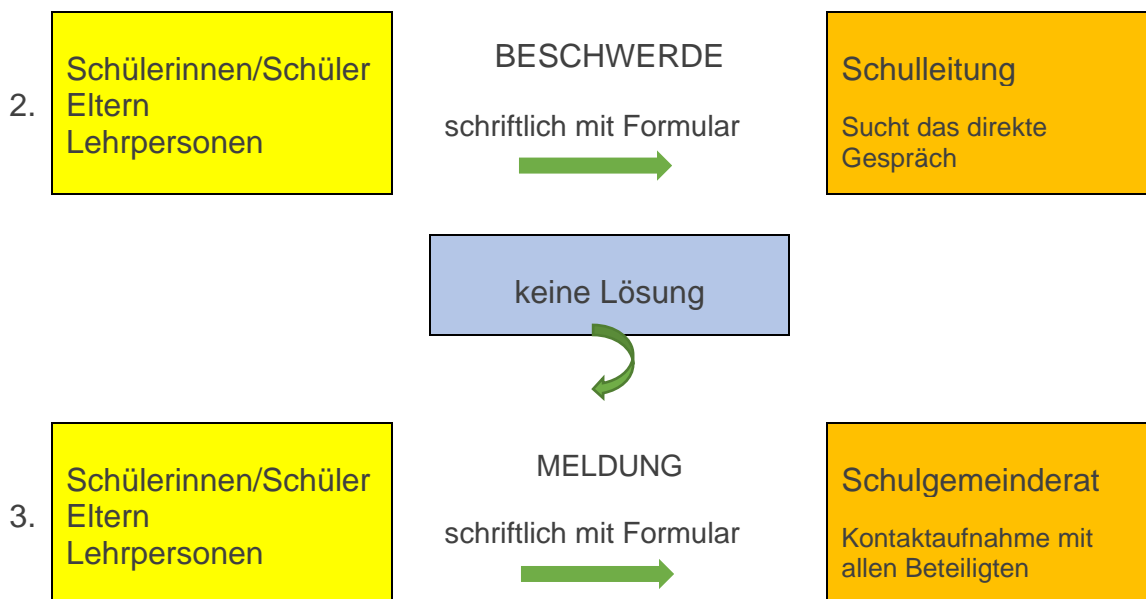 2.
Schülerinnen/Schüler
Eltern
Lehrpersonen
BESCHWERDE
schriftlich mit Formular
Schulleitung
Sucht das direkte
Gespräch
keine Lösung
3.
Schülerinnen/Schüler
Eltern
Lehrpersonen
MELDUNG
schriftlich mit Formular
Schulgemeinderat
Kontaktaufnahme mit
allen Beteiligten